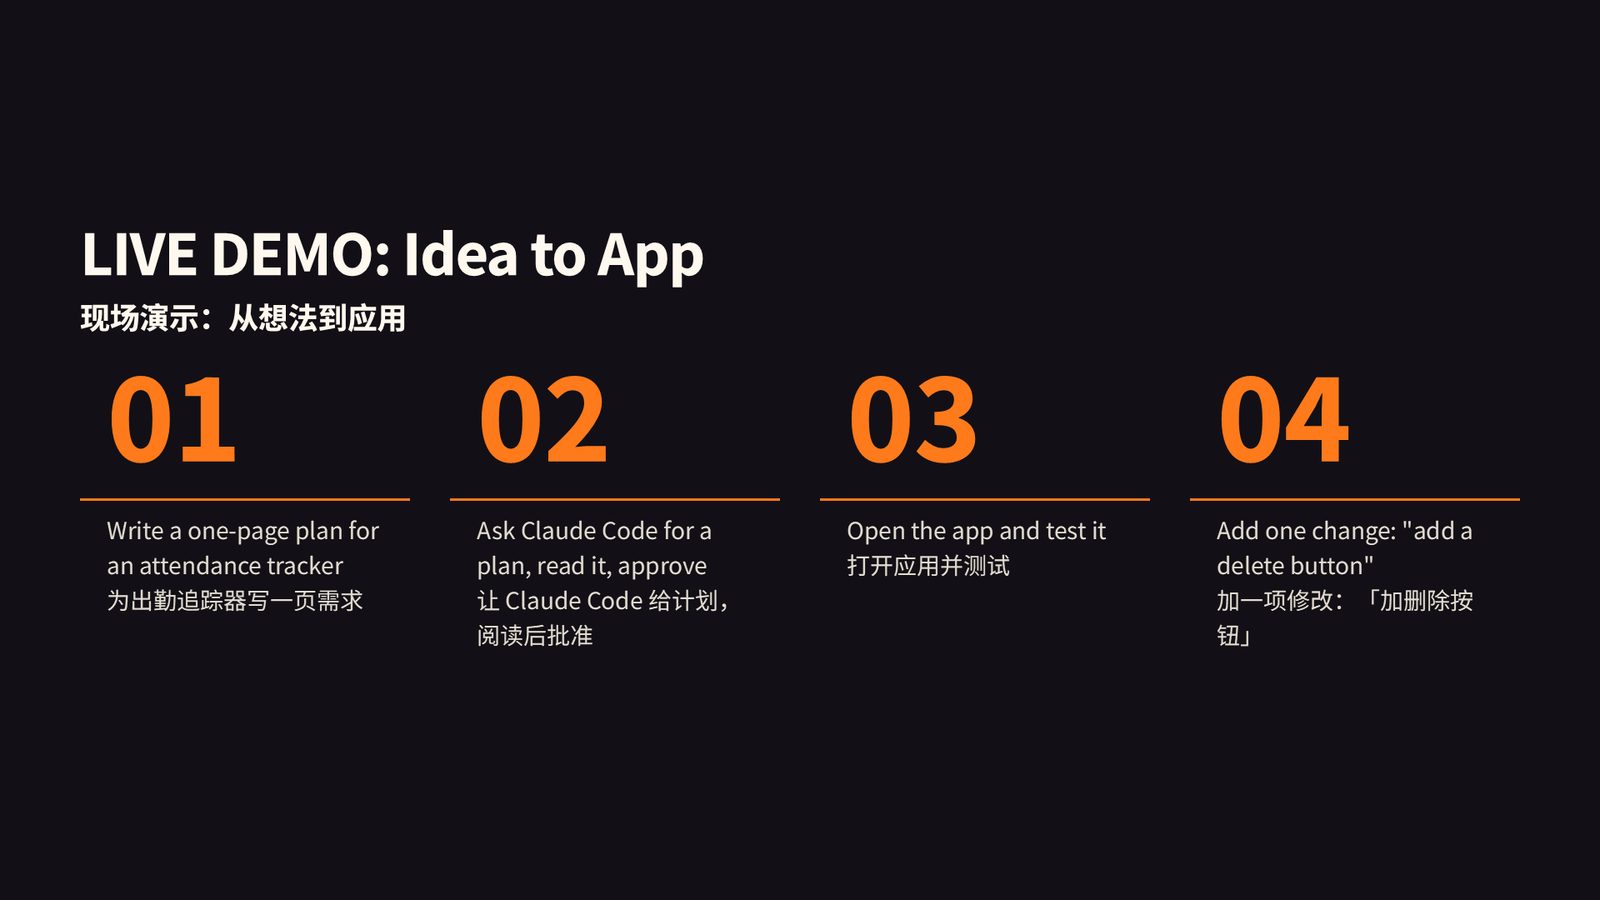 LIVE DEMO: Idea to App
现场演示：从想法到应用
01
Write a one-page plan for
an attendance tracker
为出勤追踪器写一页需求
02
Ask Claude Code for a
plan, read it, approve
让 Claude Code 给计划，
阅读后批准
03
Open the app and test it
打开应用并测试
04
Add one change: "add a
delete button"
加一项修改：「加删除按
钮」